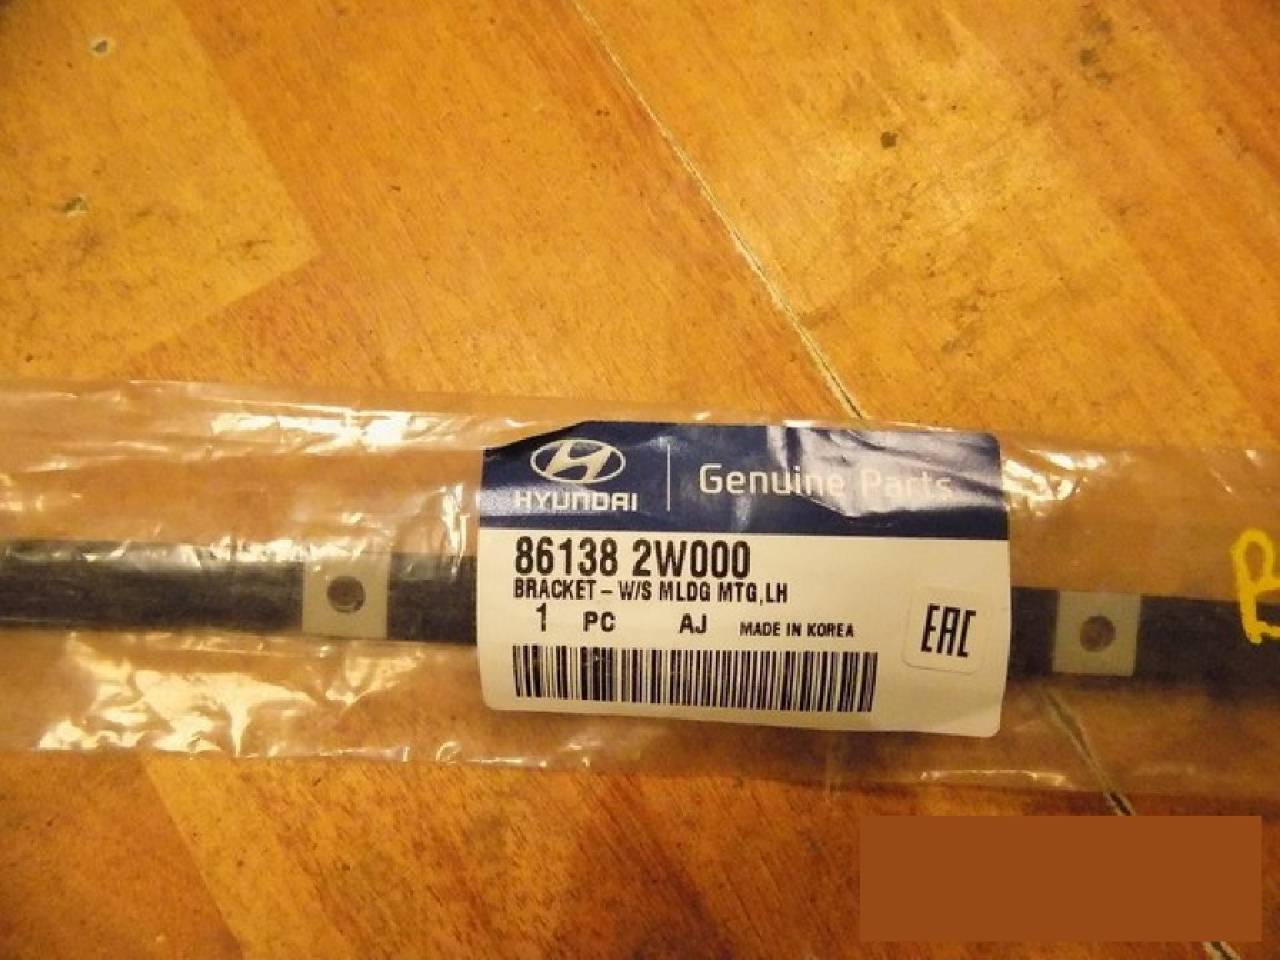 HYUNDAI
Genuine Parts
86138 2W000
BRACKET - W/S MLDG MTG,LH
1 PC AJ MADE IN KOREA
EAC
B